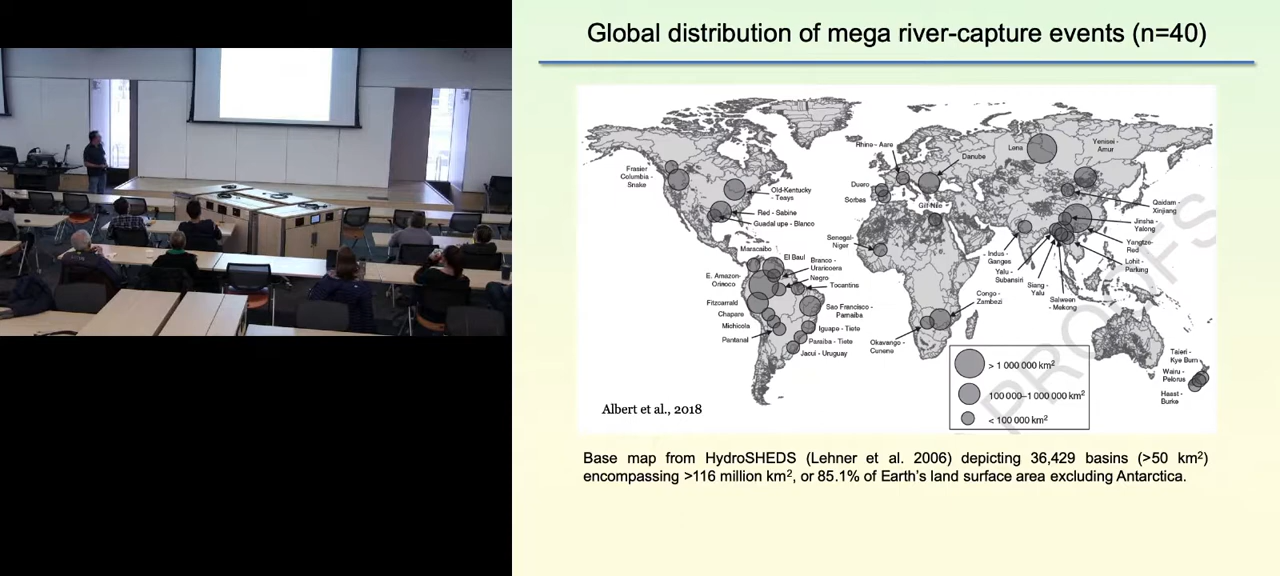 Global distribution of mega river-capture events (n=40)
Rhine - Aare
Lena
Yenisei -
Amur
Danube
Frasier
Columbia -
Snake
Duero
Sorbas
Old-Kentucky
- Teays
Gilf-Nile
Qaidam -
Xinjiang
Red - Sabine
Guadal upe - Blanco
Jinsha -
Yalong
Senegal-
Niger
Yangtze-
Red
Maracaibo
El Baul
Indus -
Ganges
Branco -
Uraricoera
Lohit -
Parlung
E. Amazon-
Orinoco
Negro
Yalu -
Subansiri
Tocantins
Siang -
Yalu
Congo -
Zambezi
Salween
- Mekong
Fitzcarrald
Sao Francisco -
Parnaiba
Chapare
Michicola
Iguape - Tiete
Pantanal
Paraiba - Tiete
Okavango -
Cunene
Jacui - Uruguay
Taieri -
Kye Burn
> 1 000 000 km²
Wairu -
Pelorus
100 000–1 000 000 km²
Haast -
Burke
< 100 000 km²
PROOFS
Albert et al., 2018
Base map from HydroSHEDS (Lehner et al. 2006) depicting 36,429 basins (>50 km²)
encompassing >116 million km², or 85.1% of Earth's land surface area excluding Antarctica.